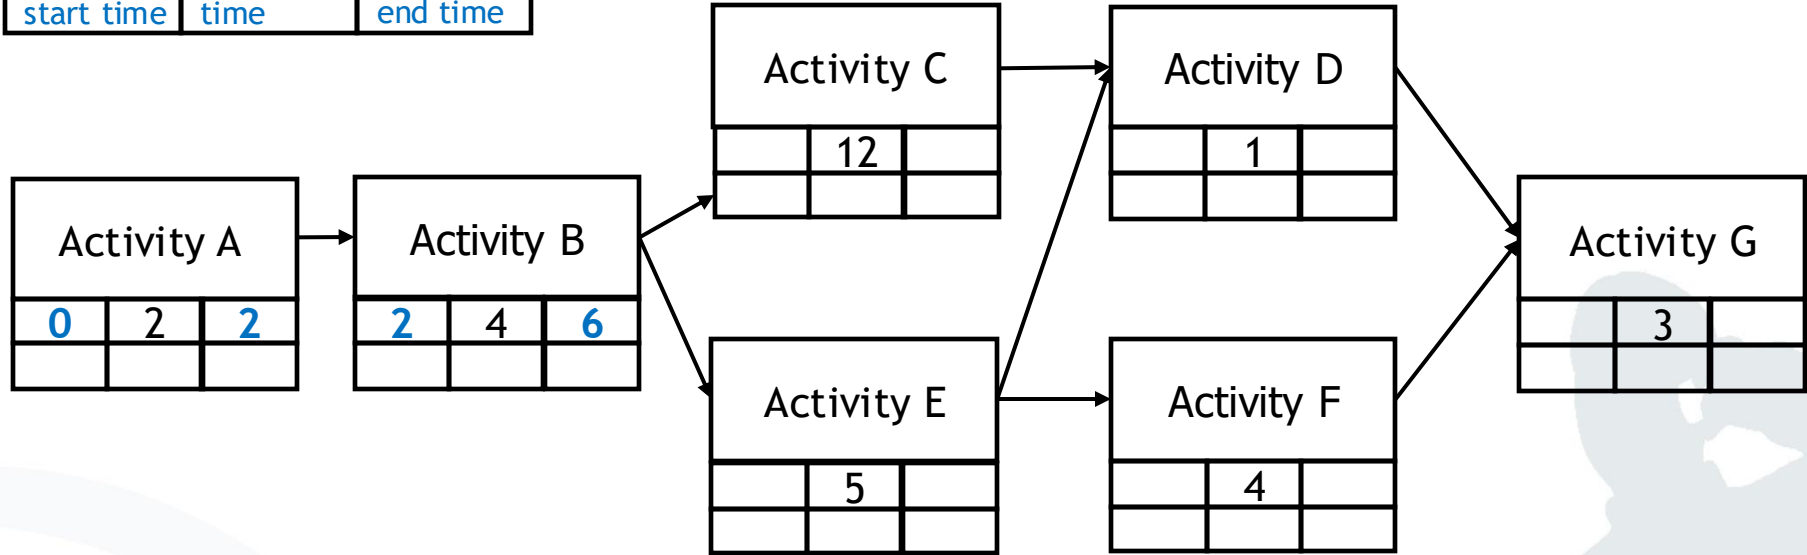 start time time end time
Activity C
12
Activity D
1
Activity A
0 2 2
Activity B
2 4 6
Activity G
3
Activity E
5
Activity F
4